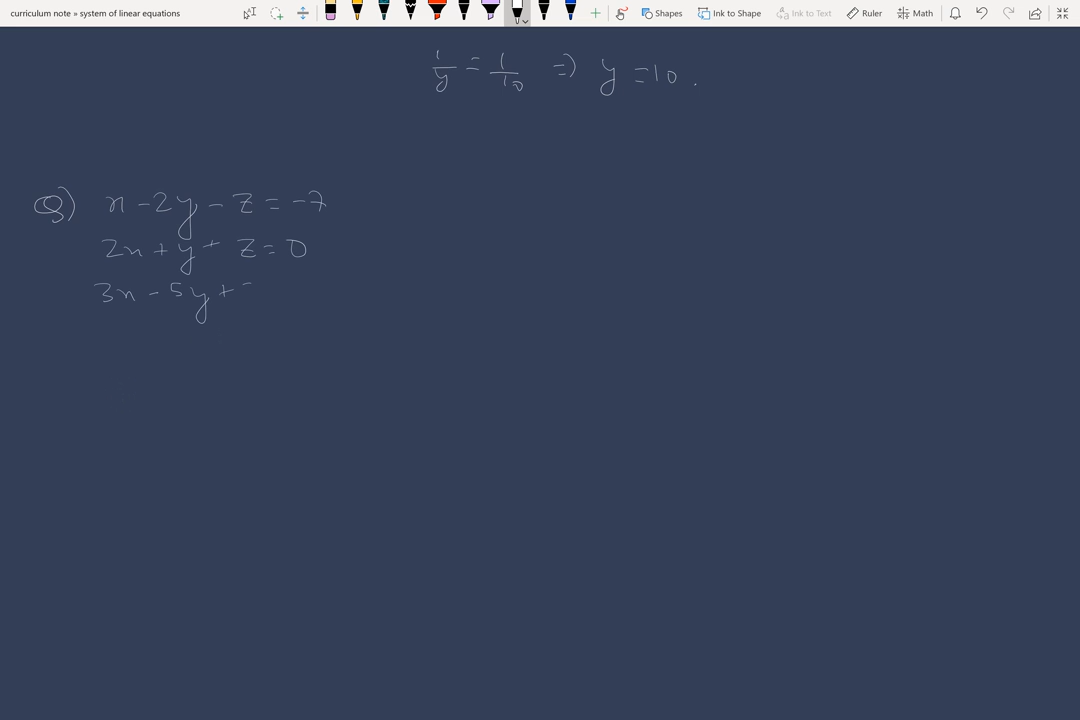 curriculum note » system of linear equations Shapes Ink to Shape Ink to Text Ruler Math
1/y = 1/10 => y = 10 .
Q) x - 2y - z = -7
2x + y + z = 0
3x - 5y +